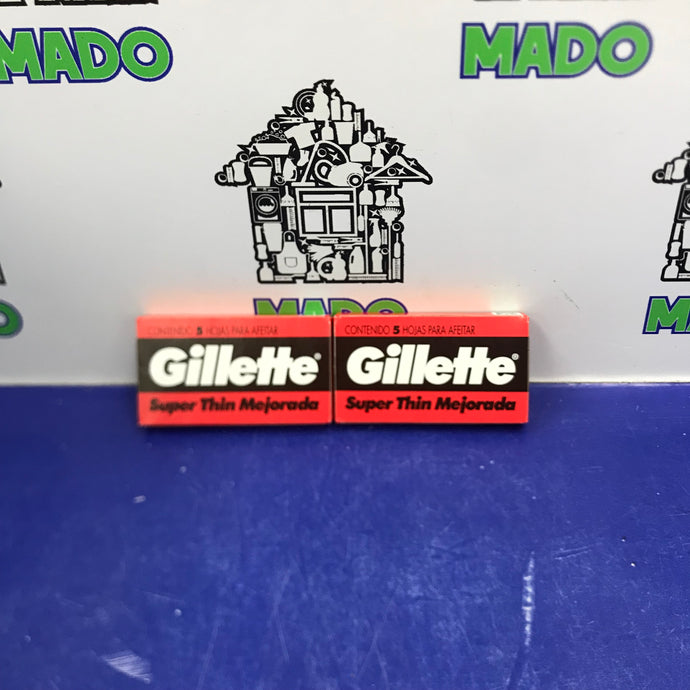 MADO
MADO
MADO
MADO
CONTENIDO 5 HOJAS PARA AFEITAR
Gillette®
Super Thin Mejorada
CONTENIDO 5 HOJAS PARA AFEITAR
Gillette®
Super Thin Mejorada